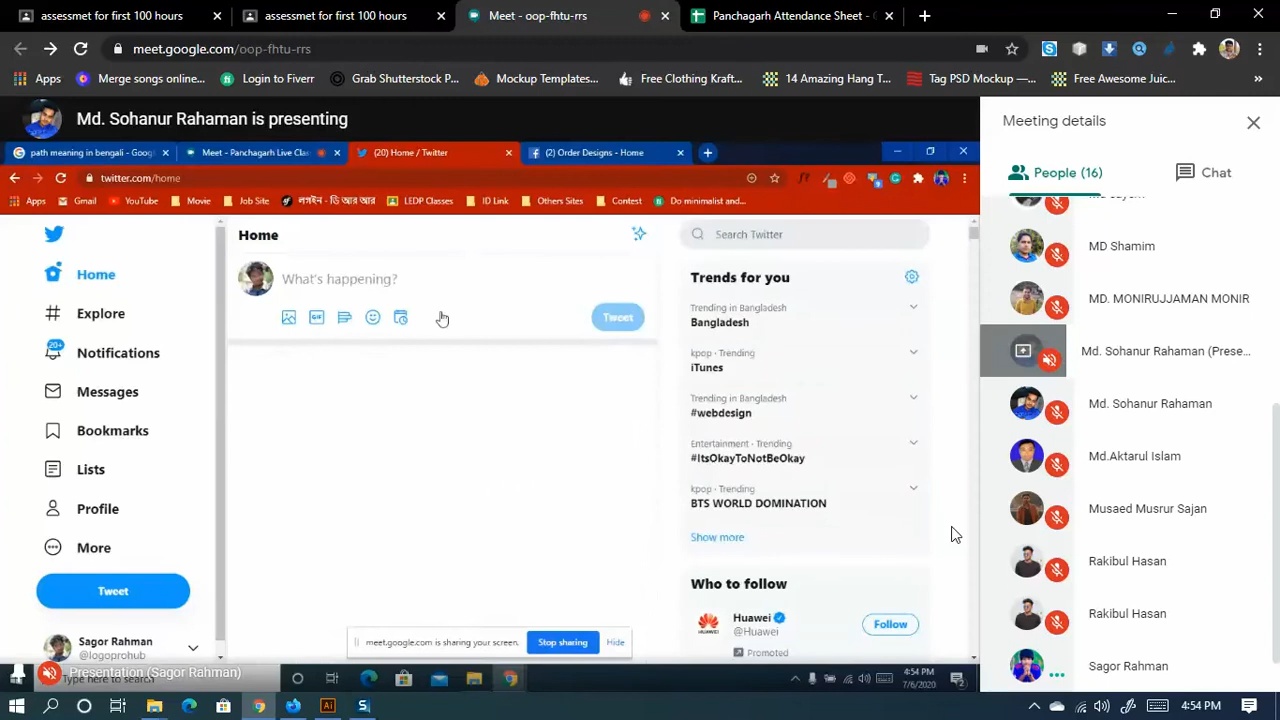 assessmet for first 100 hours
assessmet for first 100 hours
Meet - oop-fhtu-rrs
Panchagarh Attendance Sheet - G
meet.google.com/oop-fhtu-rrs
Apps
Merge songs online...
Login to Fiverr
Grab Shutterstock P...
Mockup Templates...
Free Clothing Kraft...
14 Amazing Hang T...
Tag PSD Mockup —...
Free Awesome Juic...
Md. Sohanur Rahaman is presenting
path meaning in bengali - Googl
Meet - Panchagarh Live Clas
(20) Home / Twitter
(2) Order Designs - Home
twitter.com/home
Apps
Gmail
YouTube
Movie
Job Site
লগইন - ডি আর আর
LEDP Classes
ID Link
Others Sites
Contest
Do minimalist and...
Home
Explore
20+
Notifications
Messages
Bookmarks
Lists
Profile
More
Tweet
Sagor Rahman
@logoprohub
Home
What's happening?
GIF
Tweet
Search Twitter
Trends for you
Trending in Bangladesh
Bangladesh
kpop · Trending
iTunes
Trending in Bangladesh
#webdesign
Entertainment · Trending
#ItsOkayToNotBeOkay
kpop · Trending
BTS WORLD DOMINATION
Show more
Who to follow
HUAWEI
Huawei
@Huawei
Follow
Promoted
meet.google.com is sharing your screen.
Stop sharing
Hide
Presentation (Sagor Rahman)
4:54 PM
7/6/2020
Meeting details
People (16)
Chat
MD Shamim
MD. MONIRUJJAMAN MONIR
Md. Sohanur Rahaman (Prese...
Md. Sohanur Rahaman
Md.Aktarul Islam
Musaed Musrur Sajan
Rakibul Hasan
Rakibul Hasan
Sagor Rahman
Ai
4:54 PM